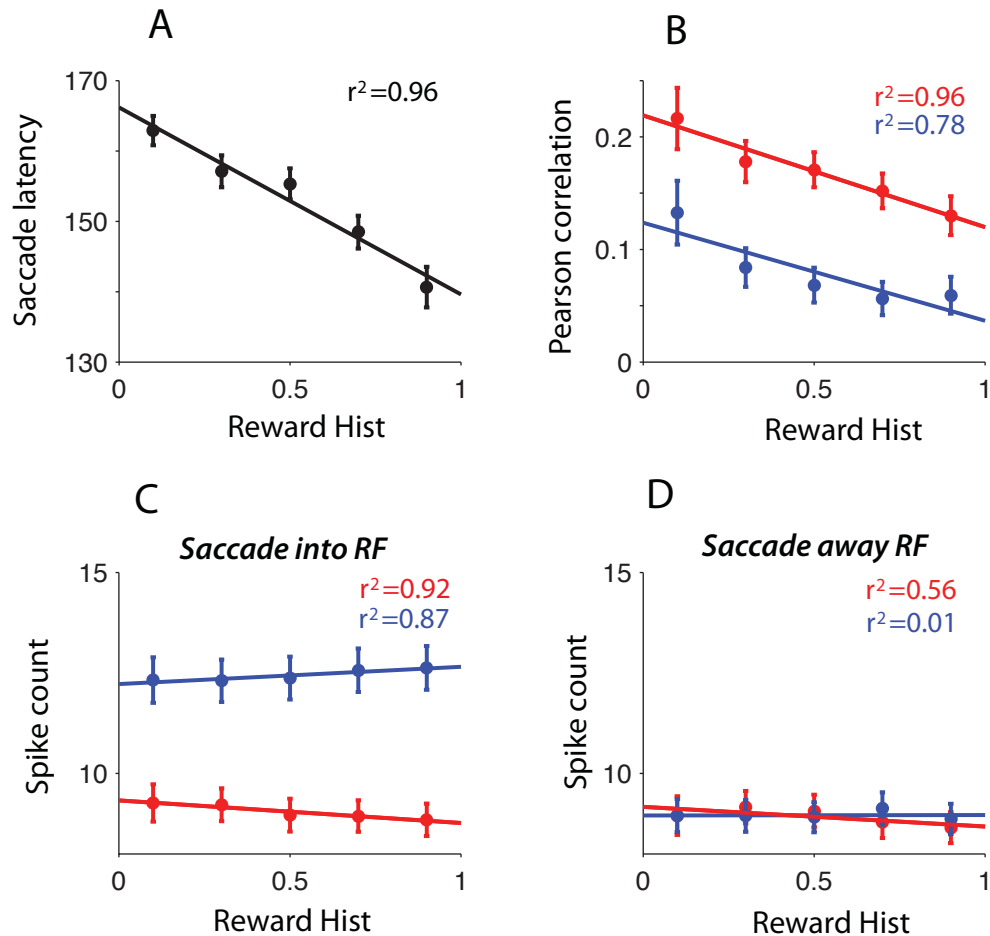 A
170
150
130
Saccade latency
r²=0.96
0
0.5
1
Reward Hist
B
0.2
0.1
0
Pearson correlation
r²=0.96
r²=0.78
0
0.5
1
Reward Hist
C
Saccade into RF
15
10
Spike count
r²=0.92
r²=0.87
0
0.5
1
Reward Hist
D
Saccade away RF
15
10
Spike count
r²=0.56
r²=0.01
0
0.5
1
Reward Hist